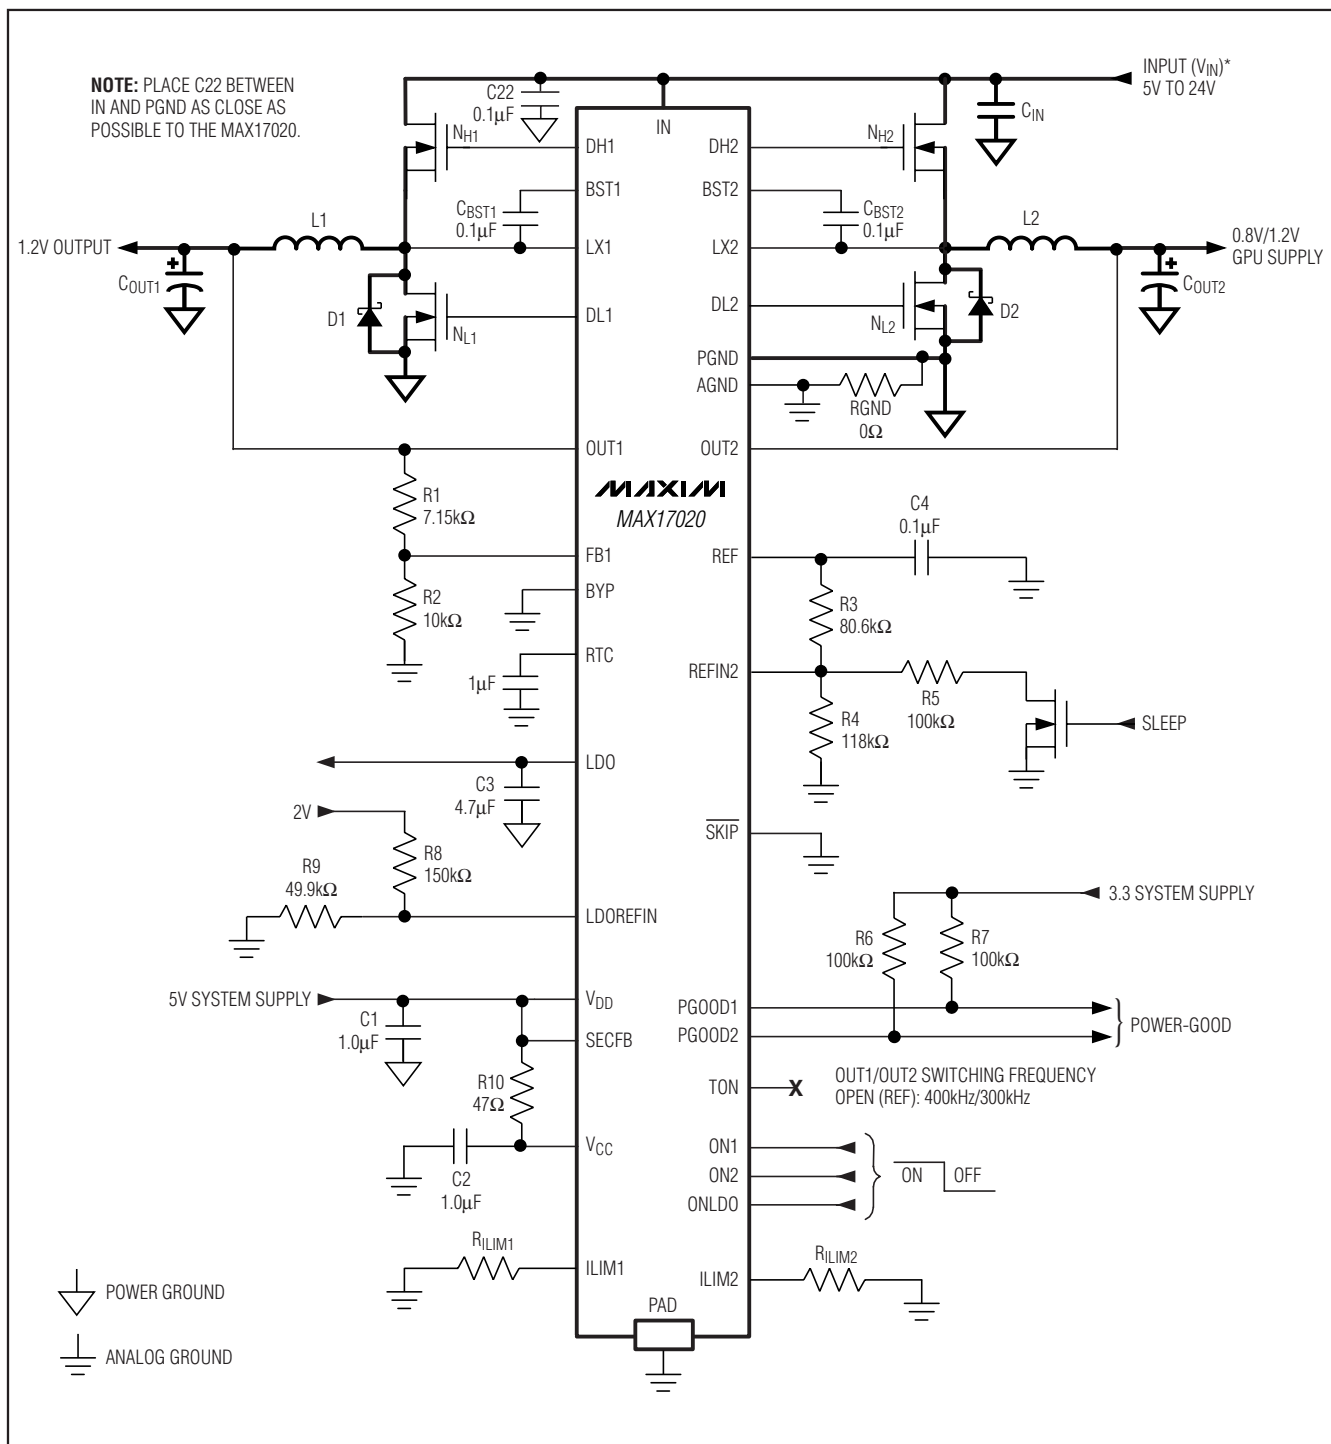 NOTE: PLACE C22 BETWEEN
IN AND PGND AS CLOSE AS
POSSIBLE TO THE MAX17020.
INPUT (VIN)*
5V TO 24V
C22
0.1µF
CIN
IN
NH1
DH1
DH2
NH2
BST1
BST2
CBST1
0.1µF
CBST2
0.1µF
L1
L2
1.2V OUTPUT
LX1
LX2
0.8V/1.2V
GPU SUPPLY
COUT1
COUT2
D1
NL1
DL1
DL2
NL2
D2
PGND
AGND
RGND
0Ω
OUT1
OUT2
MAXIM
MAX17020
R1
7.15kΩ
C4
0.1µF
FB1
REF
BYP
R2
10kΩ
R3
80.6kΩ
RTC
1µF
REFIN2
R5
100kΩ
R4
118kΩ
SLEEP
LDO
C3
4.7µF
2V
R8
150kΩ
SKIP
R9
49.9kΩ
LDOREFIN
3.3 SYSTEM SUPPLY
R6
100kΩ
R7
100kΩ
5V SYSTEM SUPPLY
VDD
PGOOD1
C1
1.0µF
SECFB
PGOOD2
POWER-GOOD
R10
47Ω
TON
X
OUT1/OUT2 SWITCHING FREQUENCY
OPEN (REF): 400kHz/300kHz
VCC
C2
1.0µF
ON1
ON2
ONLDO
ON
OFF
RILIM1
ILIM1
ILIM2
RILIM2
PAD
POWER GROUND
ANALOG GROUND